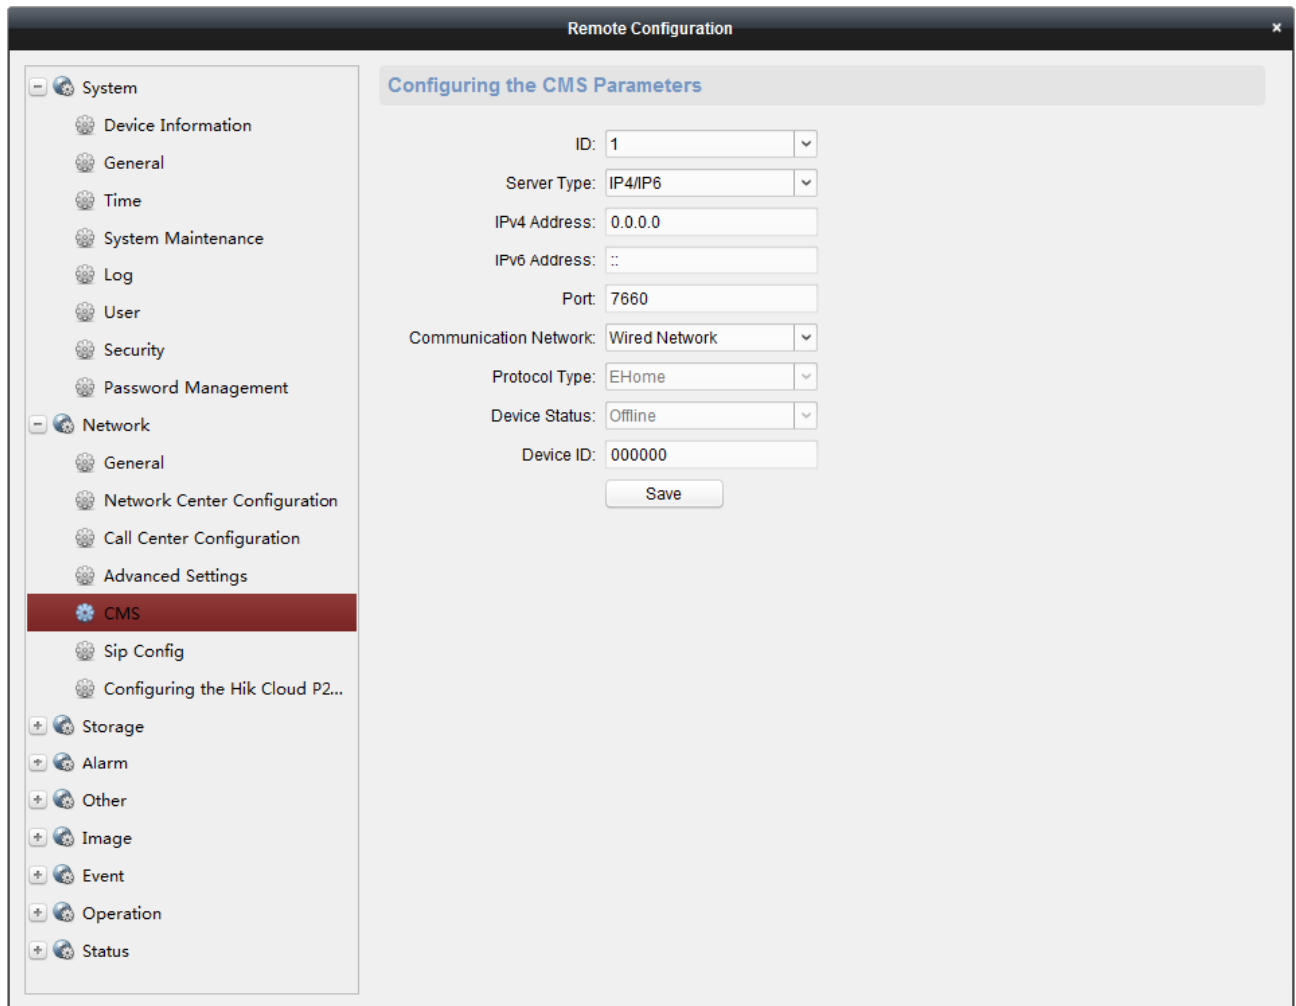 Remote Configuration
System
Device Information
General
Time
System Maintenance
Log
User
Security
Password Management
Network
General
Network Center Configuration
Call Center Configuration
Advanced Settings
CMS
Sip Config
Configuring the Hik Cloud P2...
Storage
Alarm
Other
Image
Event
Operation
Status
Configuring the CMS Parameters
ID: 1
Server Type: IP4/IP6
IPv4 Address: 0.0.0.0
IPv6 Address: ::
Port: 7660
Communication Network: Wired Network
Protocol Type: EHome
Device Status: Offline
Device ID: 000000
Save